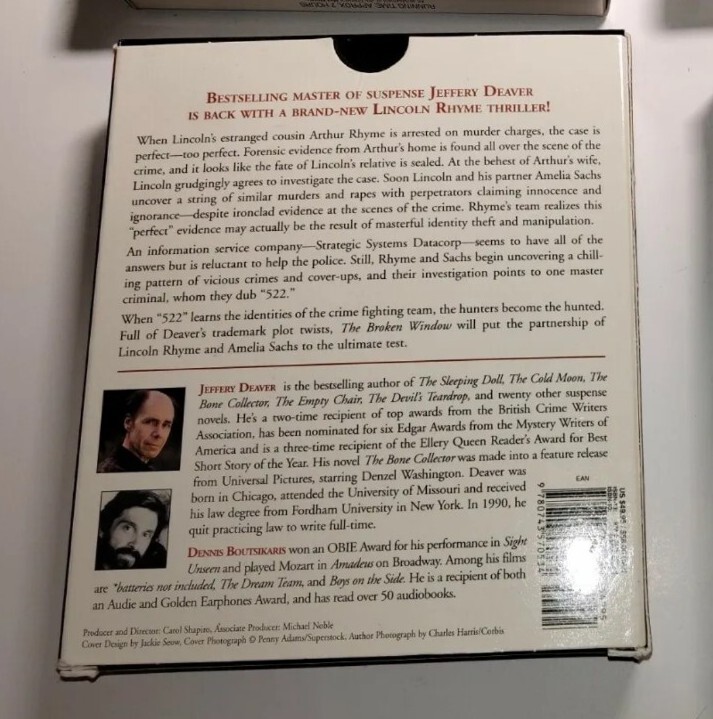 RUNNING TIME: APPROX. 7 HOURS
BESTSELLING MASTER OF SUSPENSE JEFFERY DEAVER
IS BACK WITH A BRAND-NEW LINCOLN RHYME THRILLER!
When Lincoln's estranged cousin Arthur Rhyme is arrested on murder charges, the case is
perfect—too perfect. Forensic evidence from Arthur's home is found all over the scene of the
crime, and it looks like the fate of Lincoln's relative is sealed. At the behest of Arthur's wife,
Lincoln grudgingly agrees to investigate the case. Soon Lincoln and his partner Amelia Sachs
uncover a string of similar murders and rapes with perpetrators claiming innocence and
ignorance—despite ironclad evidence at the scenes of the crime. Rhyme's team realizes this
"perfect" evidence may actually be the result of masterful identity theft and manipulation.
An information service company—Strategic Systems Datacorp—seems to have all of the
answers but is reluctant to help the police. Still, Rhyme and Sachs begin uncovering a chill-
ing pattern of vicious crimes and cover-ups, and their investigation points to one master
criminal, whom they dub "522."
When "522" learns the identities of the crime fighting team, the hunters become the hunted.
Full of Deaver's trademark plot twists, The Broken Window will put the partnership of
Lincoln Rhyme and Amelia Sachs to the ultimate test.
JEFFERY DEAVER is the bestselling author of The Sleeping Doll, The Cold Moon, The
Bone Collector, The Empty Chair, The Devil's Teardrop, and twenty other suspense
novels. He's a two-time recipient of top awards from the British Crime Writers
Association, has been nominated for six Edgar Awards from the Mystery Writers of
America and is a three-time recipient of the Ellery Queen Reader's Award for Best
Short Story of the Year. His novel The Bone Collector was made into a feature release
from Universal Pictures, starring Denzel Washington. Deaver was
born in Chicago, attended the University of Missouri and received
his law degree from Fordham University in New York. In 1990, he
quit practicing law to write full-time.
DENNIS BOUTSIKARIS won an OBIE Award for his performance in Sight
Unseen and played Mozart in Amadeus on Broadway. Among his films
are *batteries not included, The Dream Team, and Boys on the Side. He is a recipient of both
an Audie and Golden Earphones Award, and has read over 50 audiobooks.
Producer and Director: Carol Shapiro, Associate Producer: Michael Noble
Cover Design by Jackie Seow, Cover Photograph © Penny Adams/Superstock, Author Photograph by Charles Harris/Corbis
EAN
9 780743 570534